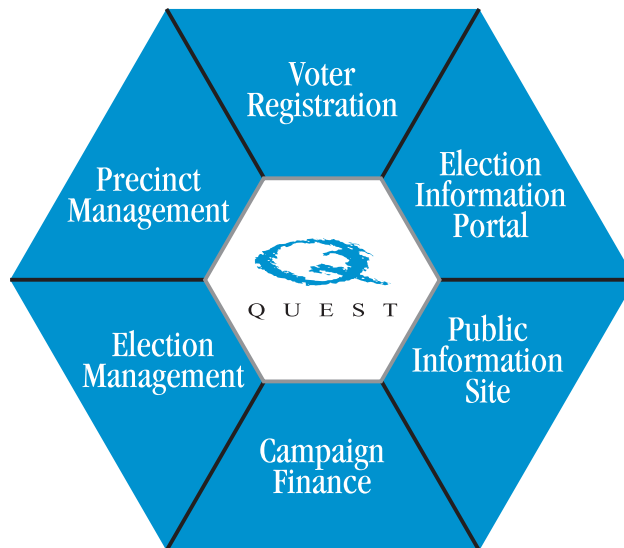 Voter
Registration
Election
Information
Portal
Public
Information
Site
Campaign
Finance
Election
Management
Precinct
Management
QUEST